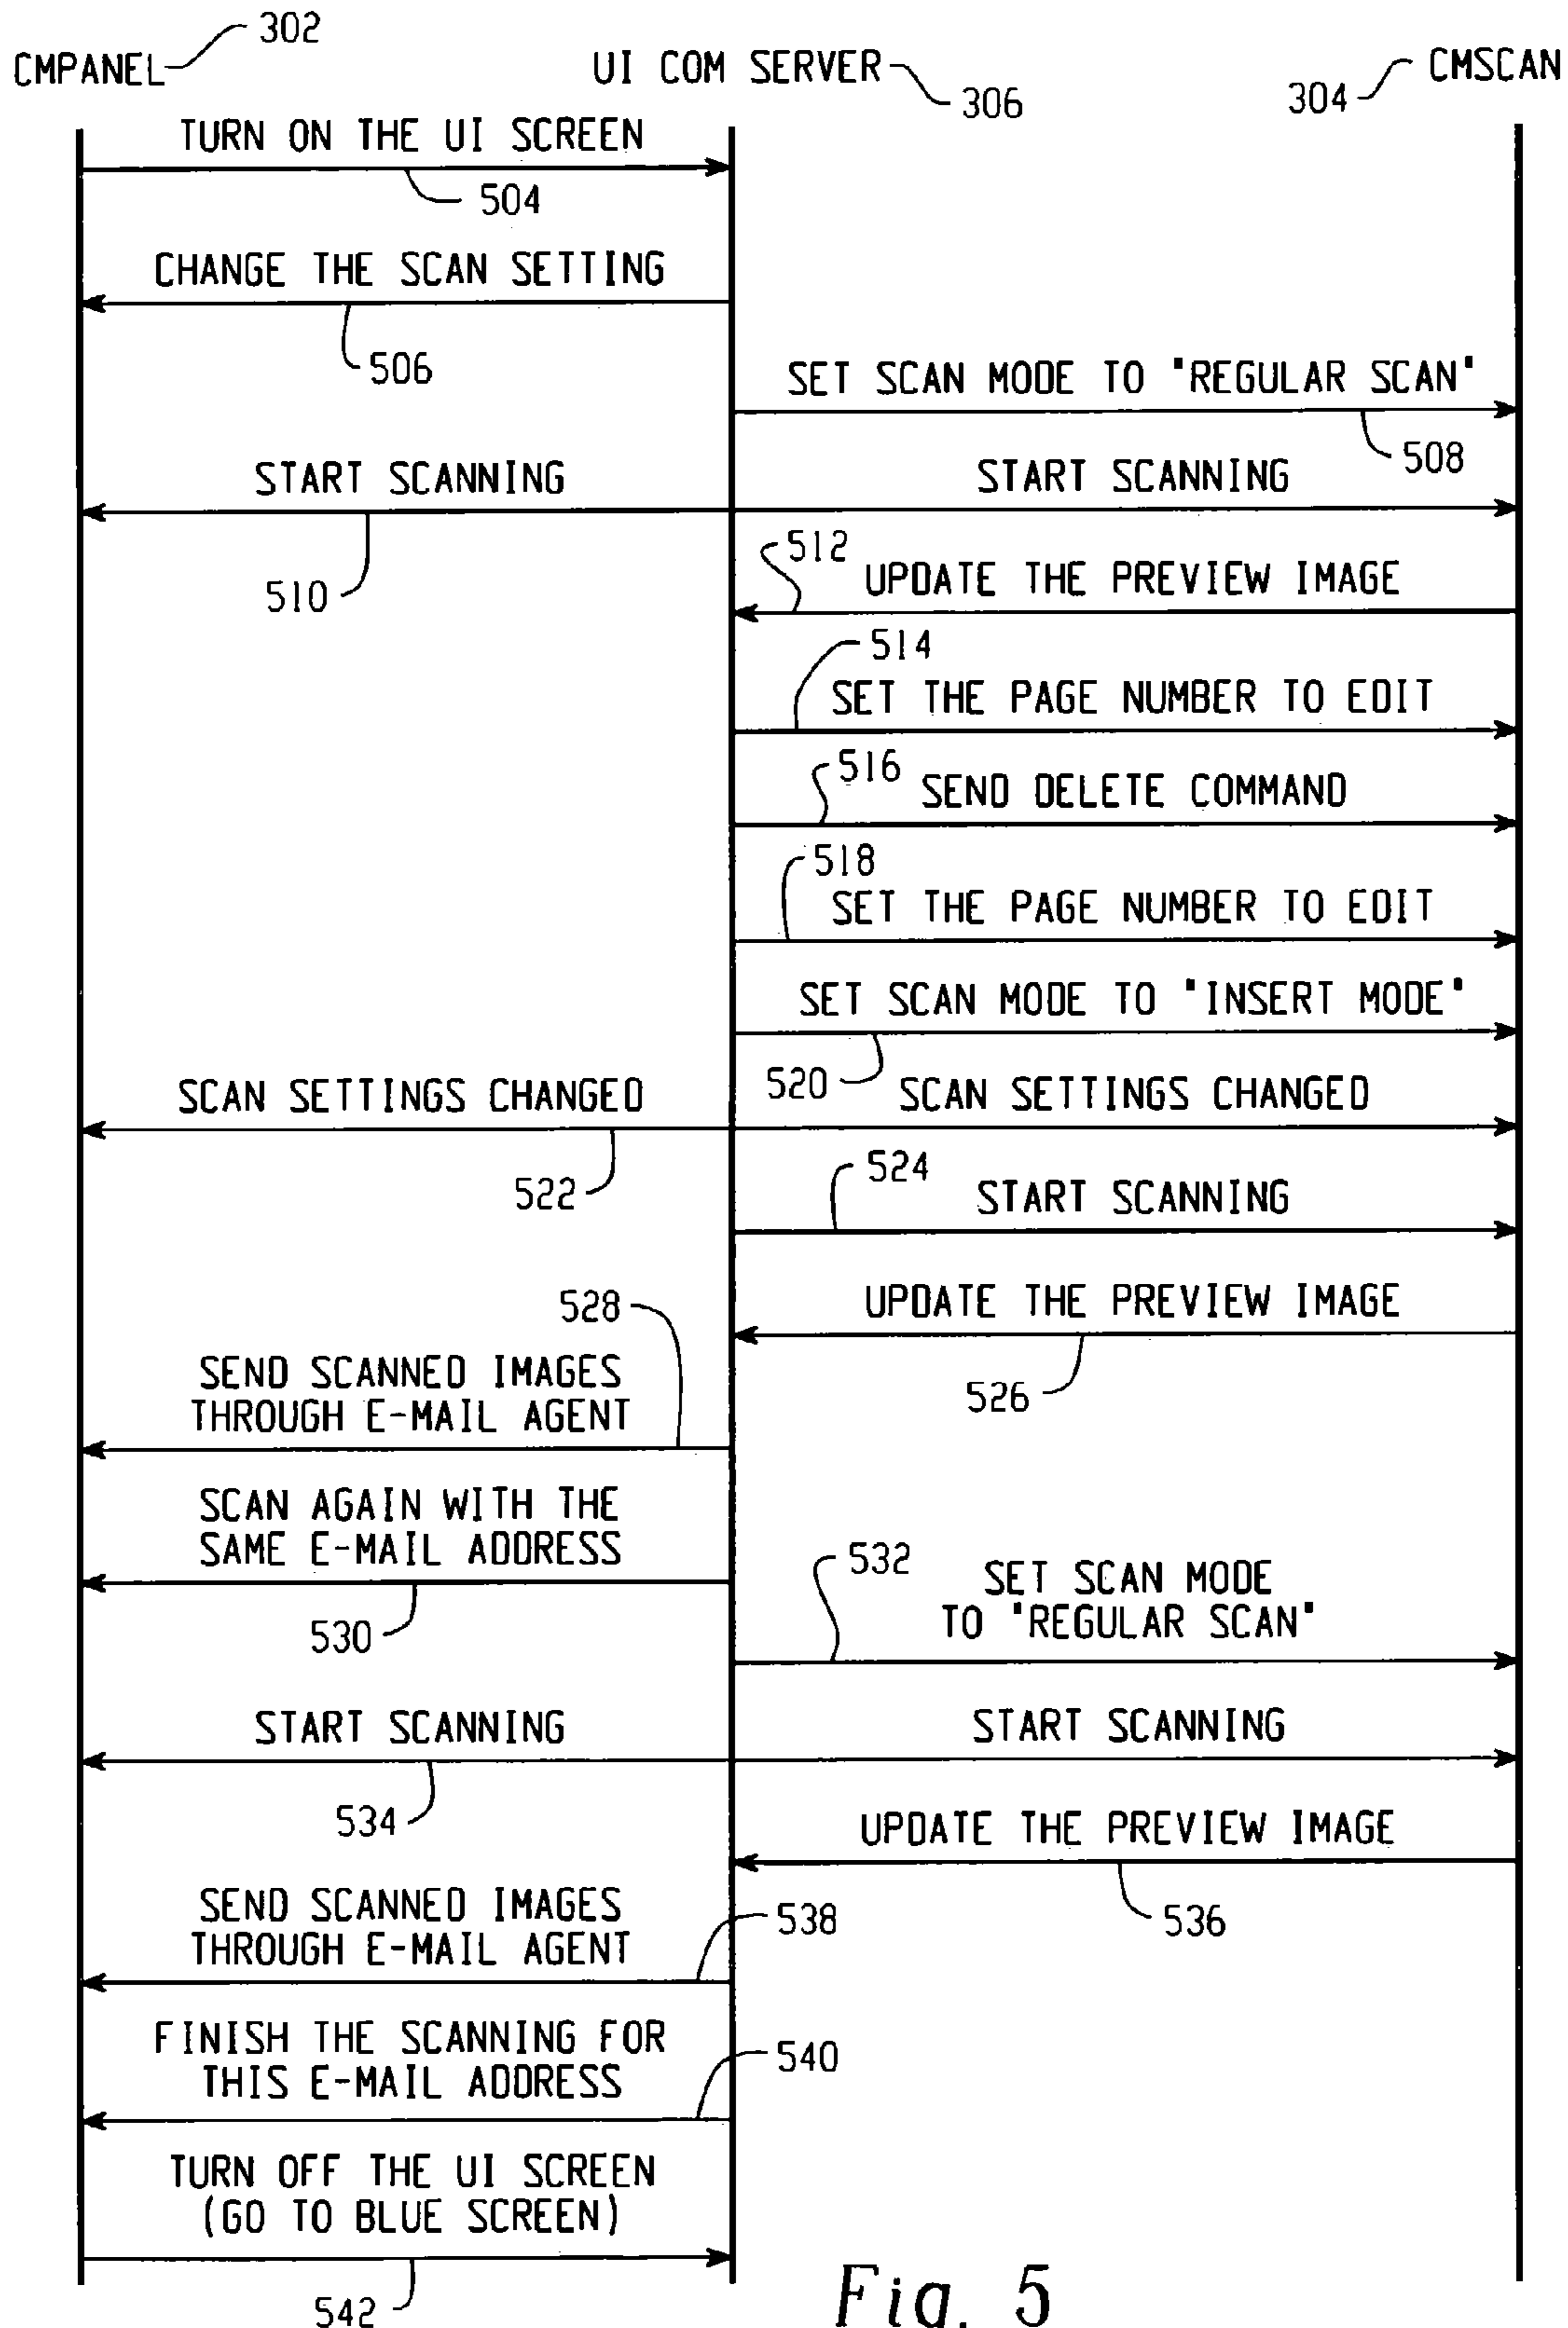 302
CMPANEL
UI COM SERVER
306
304
CMSCAN
TURN ON THE UI SCREEN
504
CHANGE THE SCAN SETTING
506
SET SCAN MODE TO "REGULAR SCAN"
508
START SCANNING
START SCANNING
510
512
UPDATE THE PREVIEW IMAGE
514
SET THE PAGE NUMBER TO EDIT
516
SEND DELETE COMMAND
518
SET THE PAGE NUMBER TO EDIT
SET SCAN MODE TO "INSERT MODE"
520
SCAN SETTINGS CHANGED
SCAN SETTINGS CHANGED
522
524
START SCANNING
UPDATE THE PREVIEW IMAGE
526
528
SEND SCANNED IMAGES
THROUGH E-MAIL AGENT
SCAN AGAIN WITH THE
SAME E-MAIL ADDRESS
530
532
SET SCAN MODE
TO "REGULAR SCAN"
START SCANNING
START SCANNING
534
UPDATE THE PREVIEW IMAGE
536
SEND SCANNED IMAGES
THROUGH E-MAIL AGENT
538
FINISH THE SCANNING FOR
THIS E-MAIL ADDRESS
540
TURN OFF THE UI SCREEN
(GO TO BLUE SCREEN)
542
Fig. 5